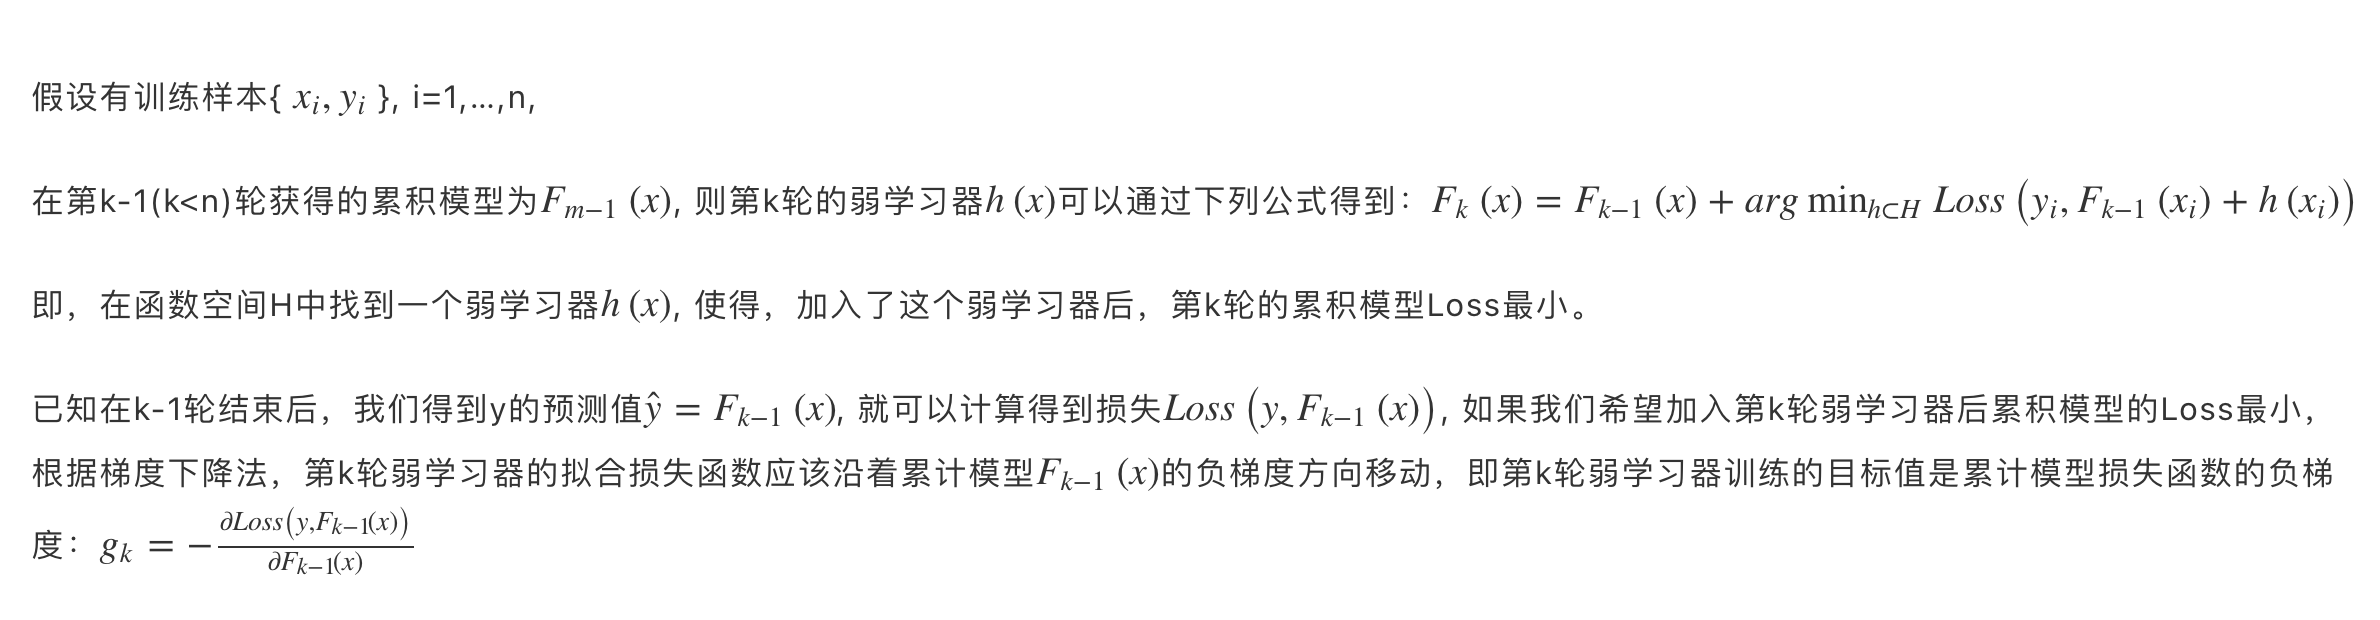 假设有训练样本{ $x_i, y_i$ }, i=1,...,n,
在第k-1(k<n)轮获得的累积模型为$F_{m-1}(x)$, 则第k轮的弱学习器$h(x)$可以通过下列公式得到：$F_k(x) = F_{k-1}(x) + arg \min_{h \subset H} Loss(y_i, F_{k-1}(x_i) + h(x_i))$
即，在函数空间H中找到一个弱学习器$h(x)$, 使得，加入了这个弱学习器后，第k轮的累积模型Loss最小。
已知在k-1轮结束后，我们得到y的预测值$\hat{y} = F_{k-1}(x)$, 就可以计算得到损失$Loss(y, F_{k-1}(x))$, 如果我们希望加入第k轮弱学习器后累积模型的Loss最小，
根据梯度下降法，第k轮弱学习器的拟合损失函数应该沿着累计模型$F_{k-1}(x)$的负梯度方向移动，即第k轮弱学习器训练的目标值是累计模型损失函数的负梯
度：$g_k = -\frac{\partial Loss(y, F_{k-1}(x))}{\partial F_{k-1}(x)}$